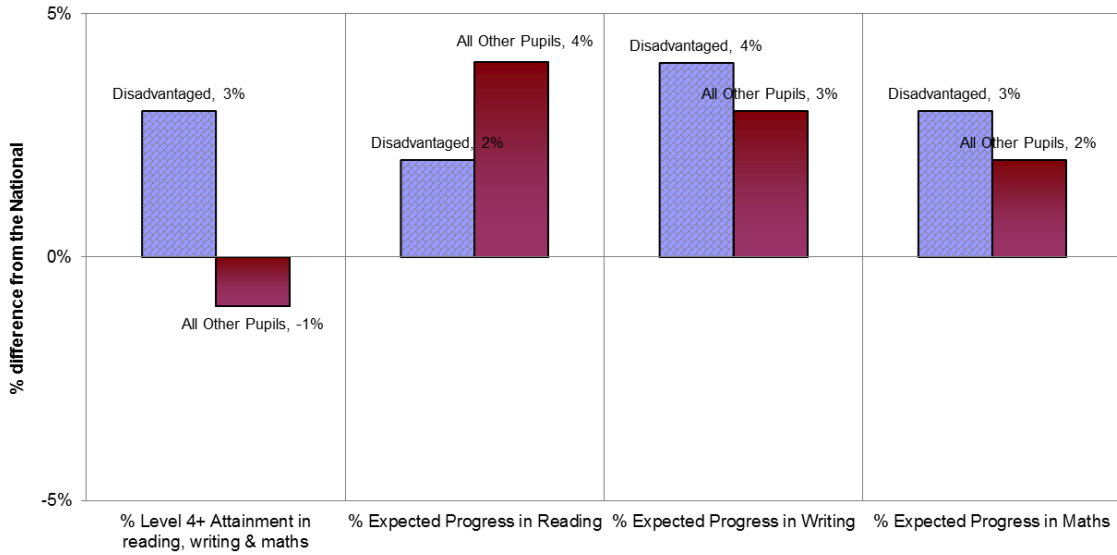 % difference from the National
5%
0%
-5%
Disadvantaged, 3%
All Other Pupils, -1%
Disadvantaged, 2%
All Other Pupils, 4%
Disadvantaged, 4%
All Other Pupils, 3%
Disadvantaged, 3%
All Other Pupils, 2%
% Level 4+ Attainment in
reading, writing & maths
% Expected Progress in Reading
% Expected Progress in Writing
% Expected Progress in Maths